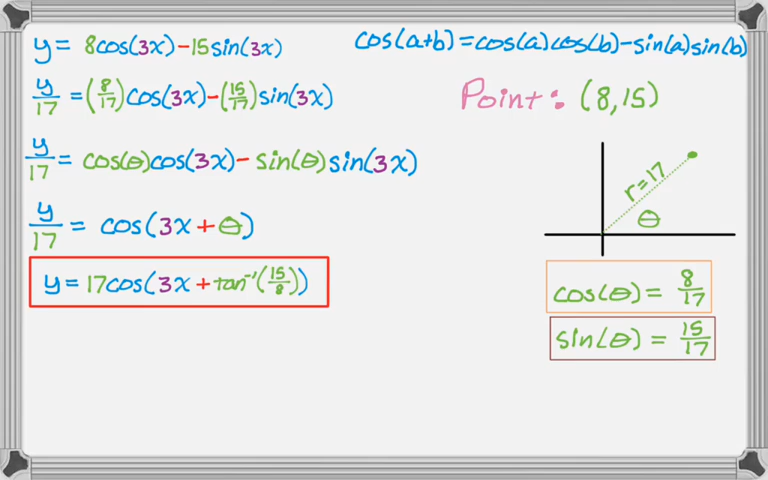 y = 8cos(3x) - 15sin(3x)
cos(a+b) = cos(a)cos(b) - sin(a)sin(b)
y/17 = (8/17)cos(3x) - (15/17)sin(3x)
Point: (8,15)
y/17 = cos(θ)cos(3x) - sin(θ)sin(3x)
r=17
θ
y/17 = cos(3x + θ)
y = 17cos(3x + tan⁻¹(15/8))
cos(θ) = 8/17
sin(θ) = 15/17